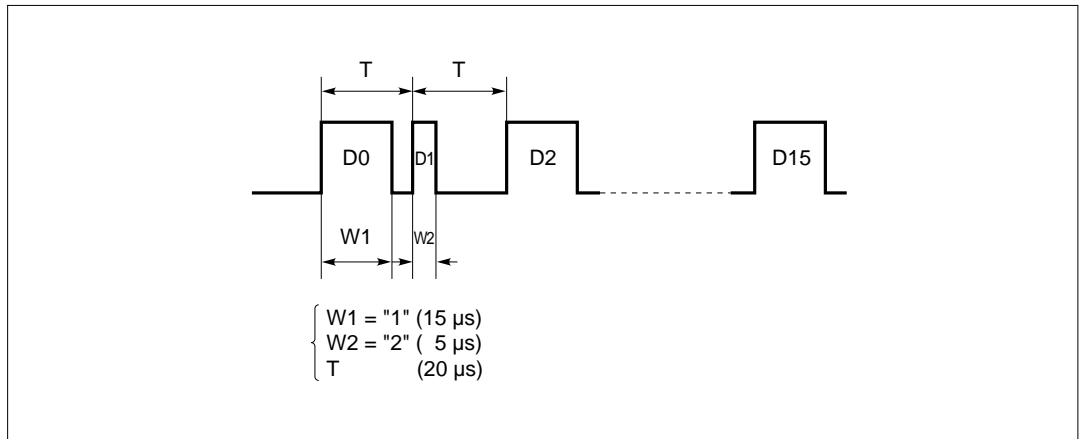 T T
D0 D1 D2 D15
W1 W2
W1 = "1" (15 µs)
W2 = "2" ( 5 µs)
T (20 µs)